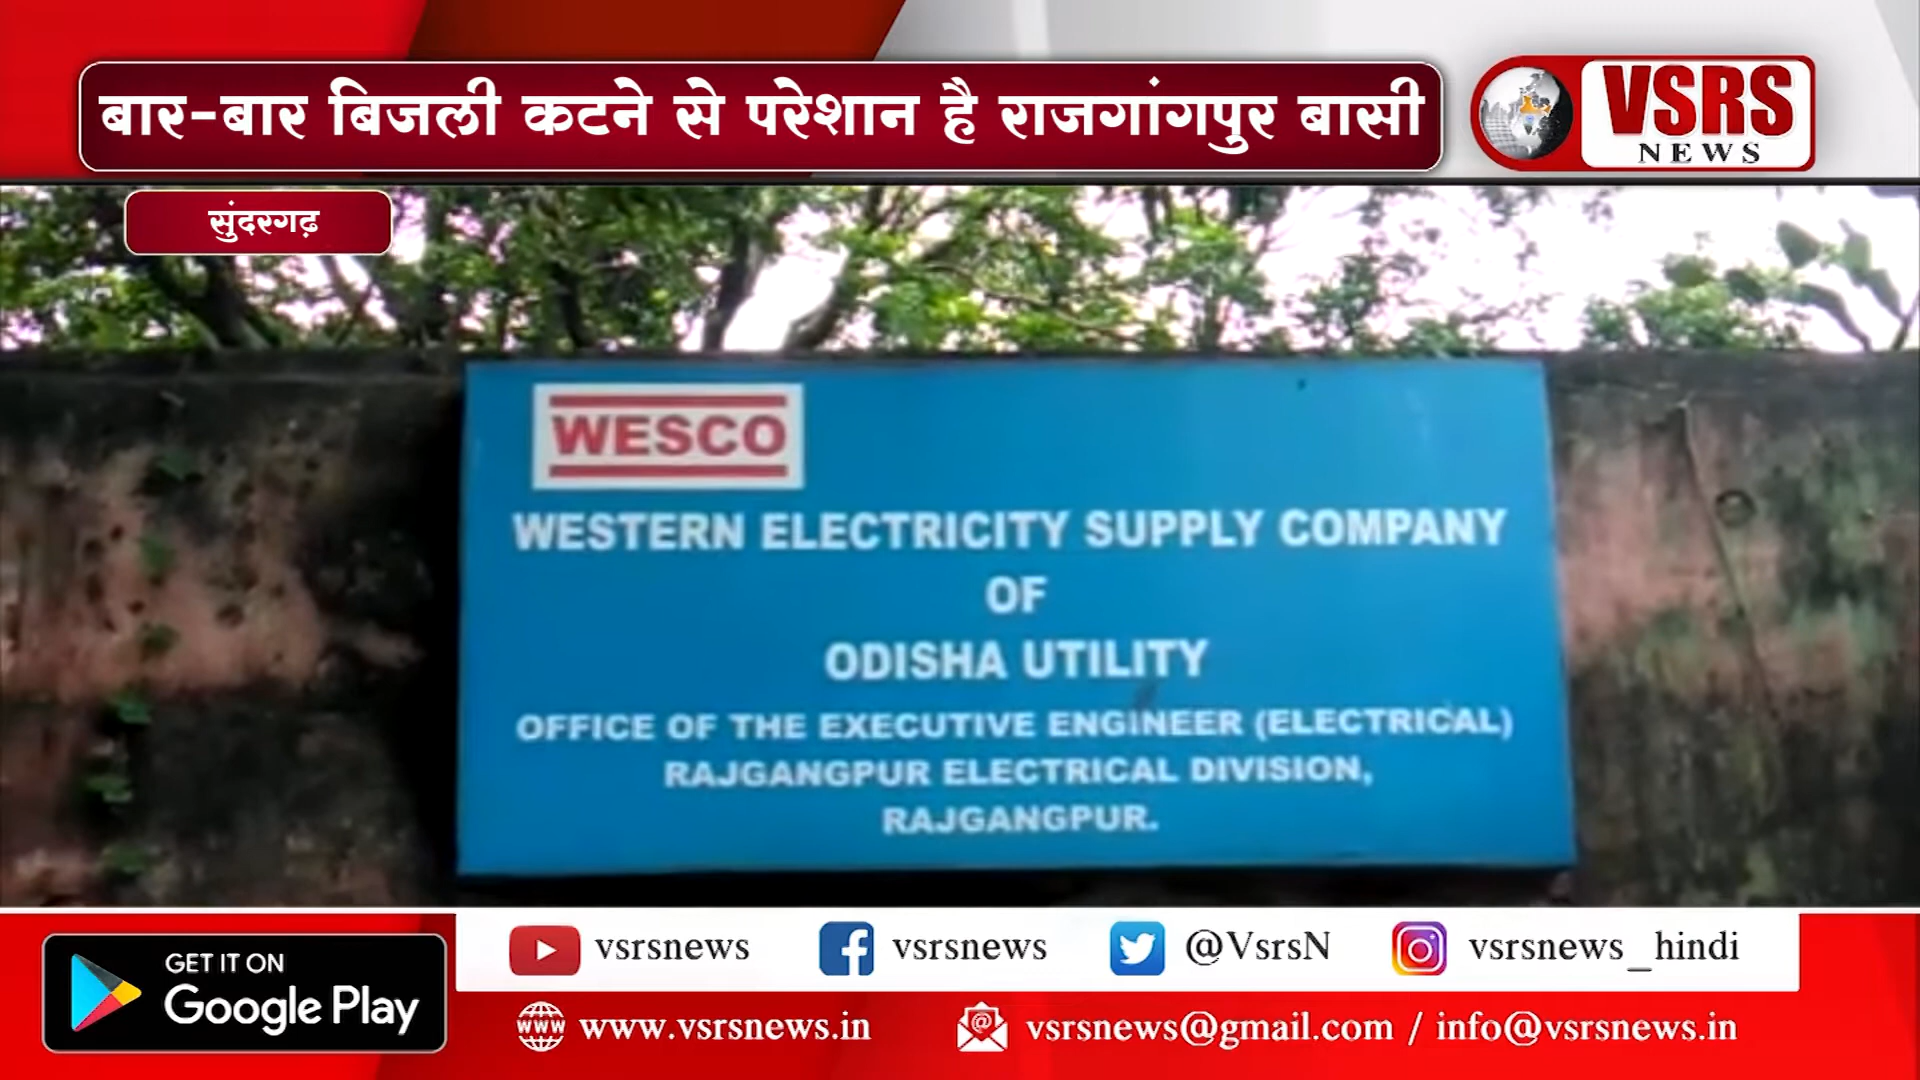 बार-बार बिजली कटने से परेशान है राजगांगपुर बासी
VSRS
NEWS
सुंदरगढ़
WESCO
WESTERN ELECTRICITY SUPPLY COMPANY
OF
ODISHA UTILITY
OFFICE OF THE EXECUTIVE ENGINEER (ELECTRICAL)
RAJGANGPUR ELECTRICAL DIVISION,
RAJGANGPUR.
GET IT ON
Google Play
vsrsnews vsrsnews @VsrsN vsrsnews_hindi
www www.vsrsnews.in vsrsnews@gmail.com / info@vsrsnews.in